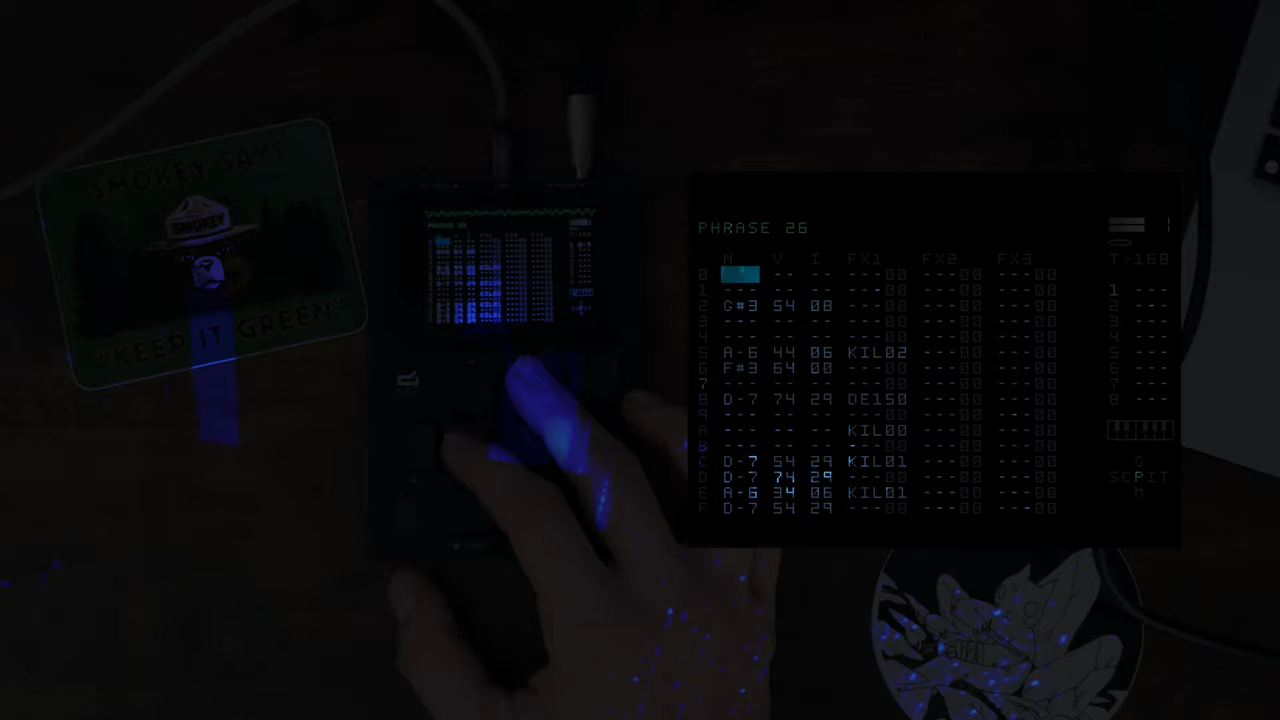 SMOKEY SAYS
SMOKEY
"KEEP IT GREEN"
PHRASE 26
N V I FX1 FX2 FX3 T>168
0 -- -- ---00 ---00 ---00
1 --- -- -- ---00 ---00 ---00 1 ---
2 G#3 54 08 ---00 ---00 ---00 2 ---
3 --- -- -- ---00 ---00 ---00 3 ---
4 --- -- -- ---00 ---00 ---00 4 ---
5 A-6 44 06 KIL02 ---00 ---00 5 ---
6 F#3 64 00 ---00 ---00 ---00 6 ---
7 --- -- -- ---00 ---00 ---00 7 ---
8 D-7 74 29 DE150 ---00 ---00 8 ---
9 --- -- -- ---00 ---00 ---00
A --- -- -- KIL00 ---00 ---00
B --- -- -- ---00 ---00 ---00
C D-7 54 29 KIL01 ---00 ---00 G
D D-7 74 29 ---00 ---00 ---00 SCPIT
E A-6 34 06 KIL01 ---00 ---00 M
F D-7 54 29 ---00 ---00 ---00